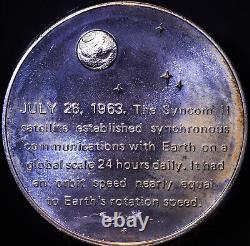 JULY 26, 1963. The Syncom II
satellite established synchronous
communications with Earth on a
global scale 24 hours daily. It had
an orbit speed nearly equal
to Earth's rotation speed.